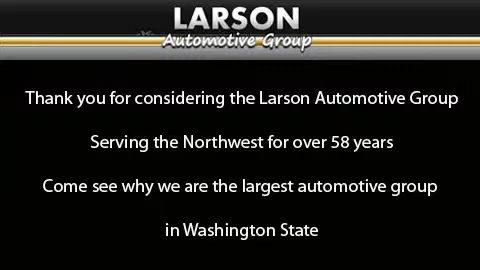 LARSON
Automotive Group
Thank you for considering the Larson Automotive Group
Serving the Northwest for over 58 years
Come see why we are the largest automotive group
in Washington State